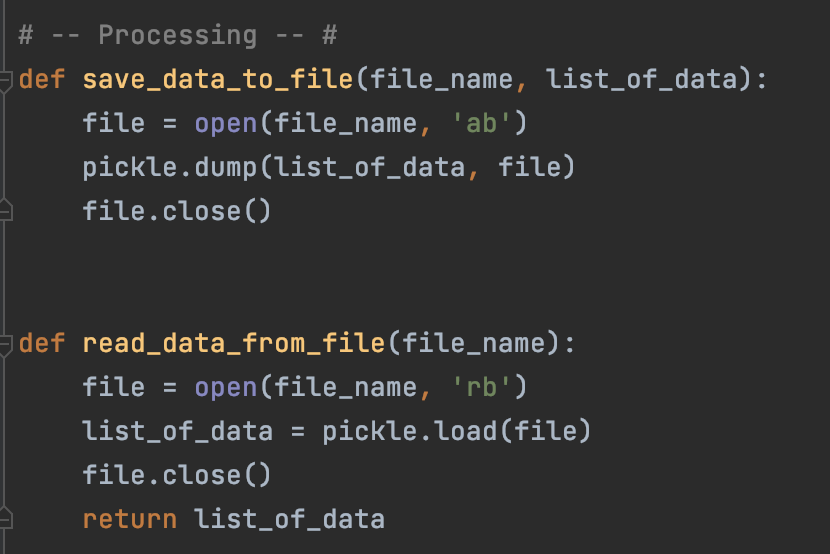 # -- Processing -- #
def save_data_to_file(file_name, list_of_data):
    file = open(file_name, 'ab')
    pickle.dump(list_of_data, file)
    file.close()
def read_data_from_file(file_name):
    file = open(file_name, 'rb')
    list_of_data = pickle.load(file)
    file.close()
    return list_of_data